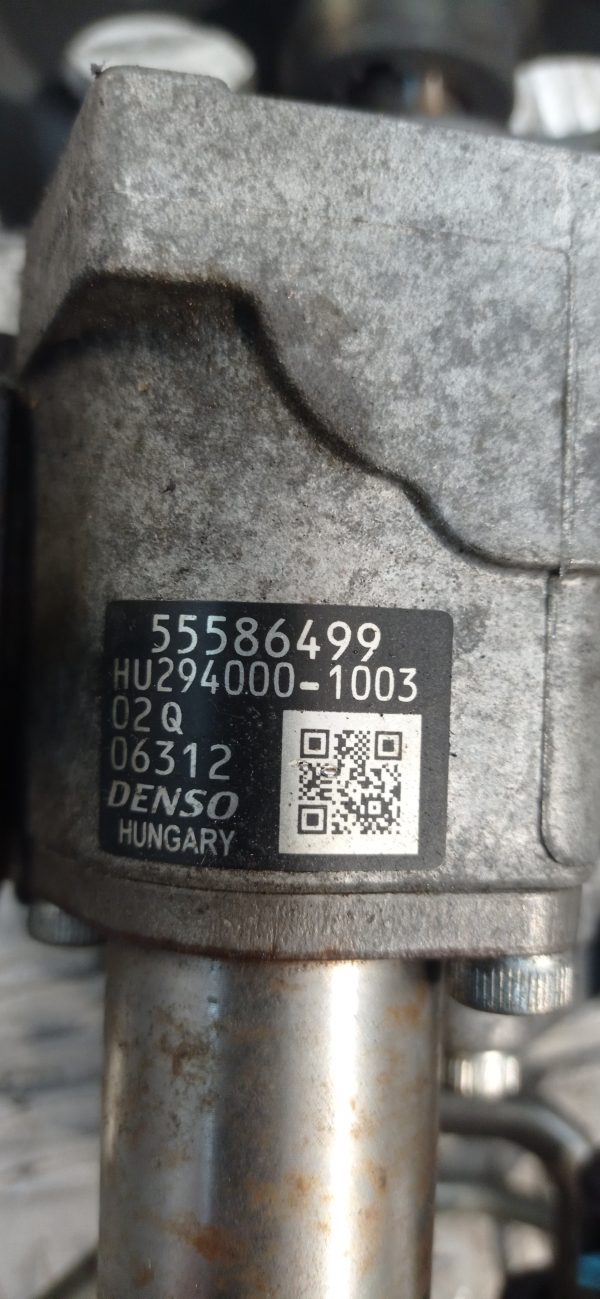 55586499
HU294000-1003
02Q
06312
DENSO
HUNGARY